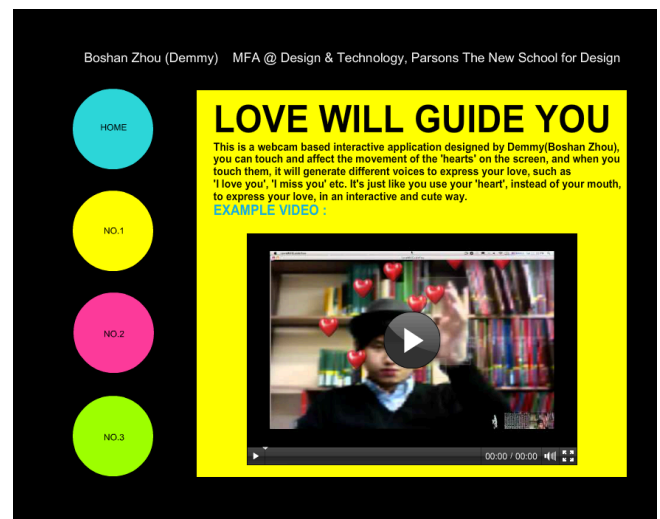 Boshan Zhou (Demmy) MFA @ Design & Technology, Parsons The New School for Design
HOME
NO.1
NO.2
NO.3
LOVE WILL GUIDE YOU
This is a webcam based interactive application designed by Demmy(Boshan Zhou),
you can touch and affect the movement of the 'hearts' on the screen, and when you
touch them, it will generate different voices to express your love, such as
'I love you', 'I miss you' etc. It's just like you use your 'heart', instead of your mouth,
to express your love, in an interactive and cute way.
EXAMPLE VIDEO :
00:00 / 00:00